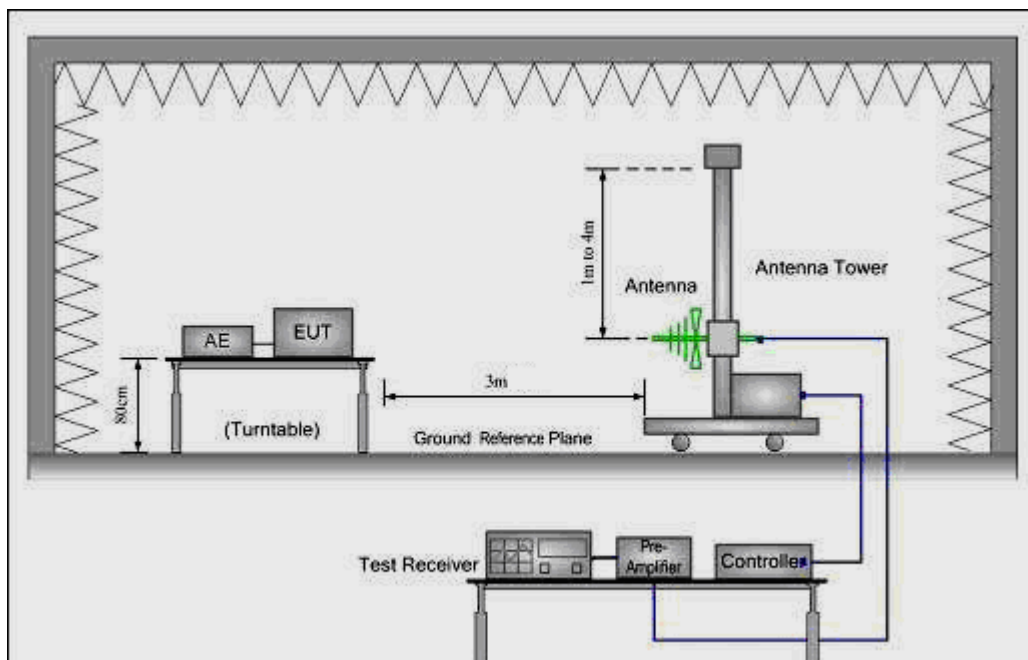 1m to 4m
Antenna Tower
Antenna
AE
EUT
3m
80cm
(Turntable)
Ground Reference Plane
Test Receiver
Pre-
Amplifier
Controller